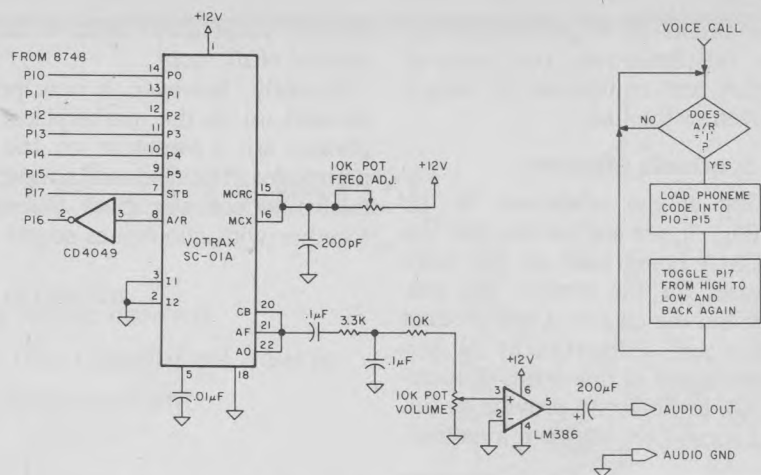 +12V
1
FROM 8748
P10 14 P0
P11 13 P1
P12 12 P2
P13 11 P3
P14 10 P4
P15 9 P5
P17 7 STB
P16 2 3 8 A/R
CD4049
VOTRAX
SC-01A
3 I1
2 I2
5
.01µF
18
MCRC 15
MCX 16
10K POT
FREQ ADJ.
+12V
200pF
CB 20
AF 21
AO 22
.1µF
3.3K
10K
.1µF
10K POT
VOLUME
+12V
3 + 6
2 - 4
5
LM386
200µF
+
AUDIO OUT
AUDIO GND
VOICE CALL
NO
DOES
A/R
='1'
?
YES
LOAD PHONEME
CODE INTO
P10-P15
TOGGLE P17
FROM HIGH TO
LOW AND
BACK AGAIN